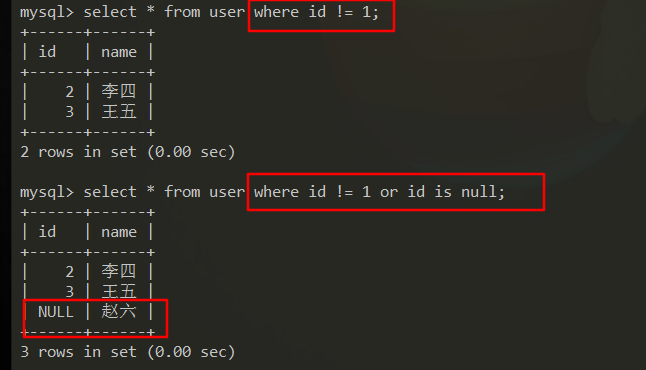 mysql> select * from user where id != 1;
+------+------+
| id   | name |
+------+------+
|    2 | 李四 |
|    3 | 王五 |
+------+------+
2 rows in set (0.00 sec)
mysql> select * from user where id != 1 or id is null;
+------+------+
| id   | name |
+------+------+
|    2 | 李四 |
|    3 | 王五 |
| NULL | 赵六 |
+------+------+
3 rows in set (0.00 sec)